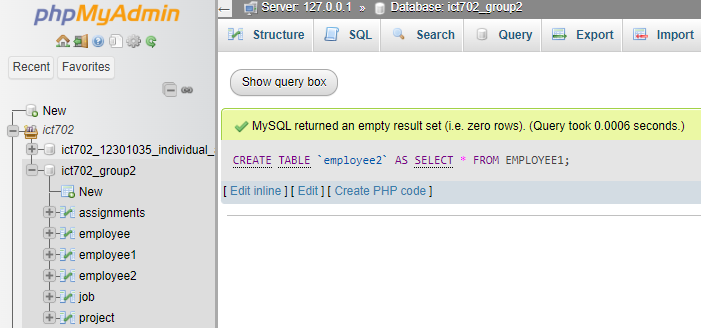 phpMyAdmin
Recent Favorites
New
ict702
ict702_12301035_individual_
ict702_group2
New
assignments
employee
employee1
employee2
job
project
Server: 127.0.0.1 » Database: ict702_group2
Structure SQL Search Query Export Import
Show query box
MySQL returned an empty result set (i.e. zero rows). (Query took 0.0006 seconds.)
CREATE TABLE `employee2` AS SELECT * FROM EMPLOYEE1;
[ Edit inline ] [ Edit ] [ Create PHP code ]